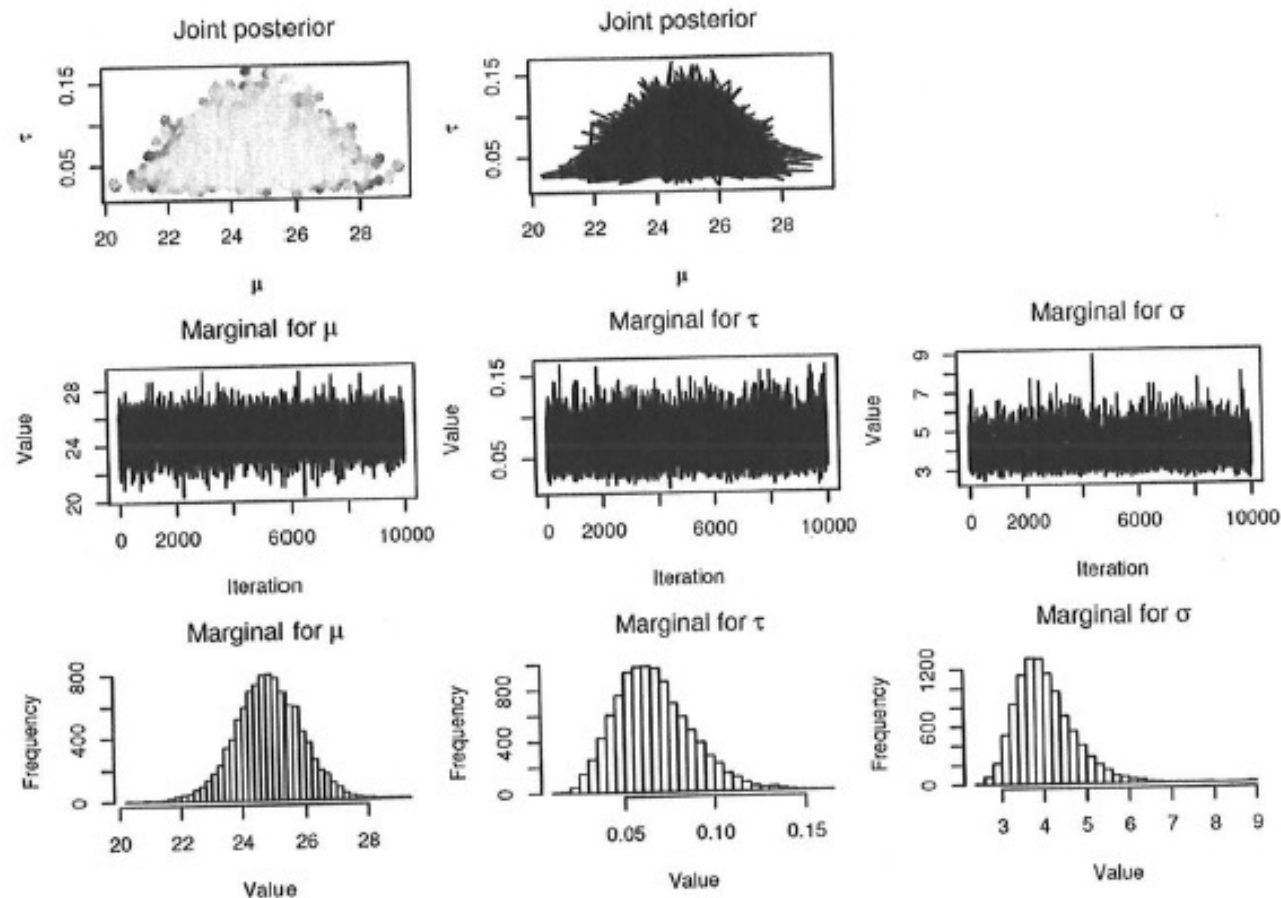 Joint posterior
τ
0.05 0.15
20 22 24 26 28
μ
Joint posterior
τ
0.05 0.15
20 22 24 26 28
μ
Marginal for μ
Value
20 24 28
0 2000 6000 10000
Iteration
Marginal for τ
Value
0.05 0.15
0 2000 6000 10000
Iteration
Marginal for σ
Value
3 5 7 9
0 2000 6000 10000
Iteration
Marginal for μ
Frequency
0 400 800
20 22 24 26 28
Value
Marginal for τ
Frequency
0 400 800
0.05 0.10 0.15
Value
Marginal for σ
Frequency
0 600 1200
3 4 5 6 7 8 9
Value